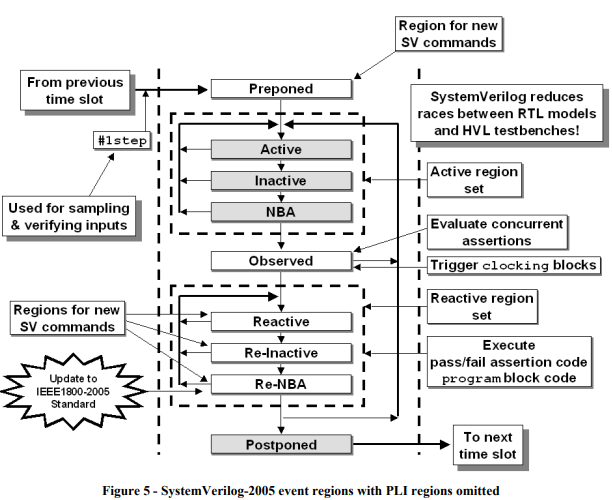 Region for new
SV commands
From previous
time slot
Preponed
SystemVerilog reduces
races between RTL models
and HVL testbenches!
#1step
Active
Inactive
NBA
Active region
set
Used for sampling
& verifying inputs
Evaluate concurrent
assertions
Observed
Trigger clocking blocks
Reactive region
set
Regions for new
SV commands
Reactive
Re-Inactive
Re-NBA
Execute
pass/fail assertion code
program block code
Update to
IEEE1800-2005
Standard
Postponed
To next
time slot
Figure 5 - SystemVerilog-2005 event regions with PLI regions omitted